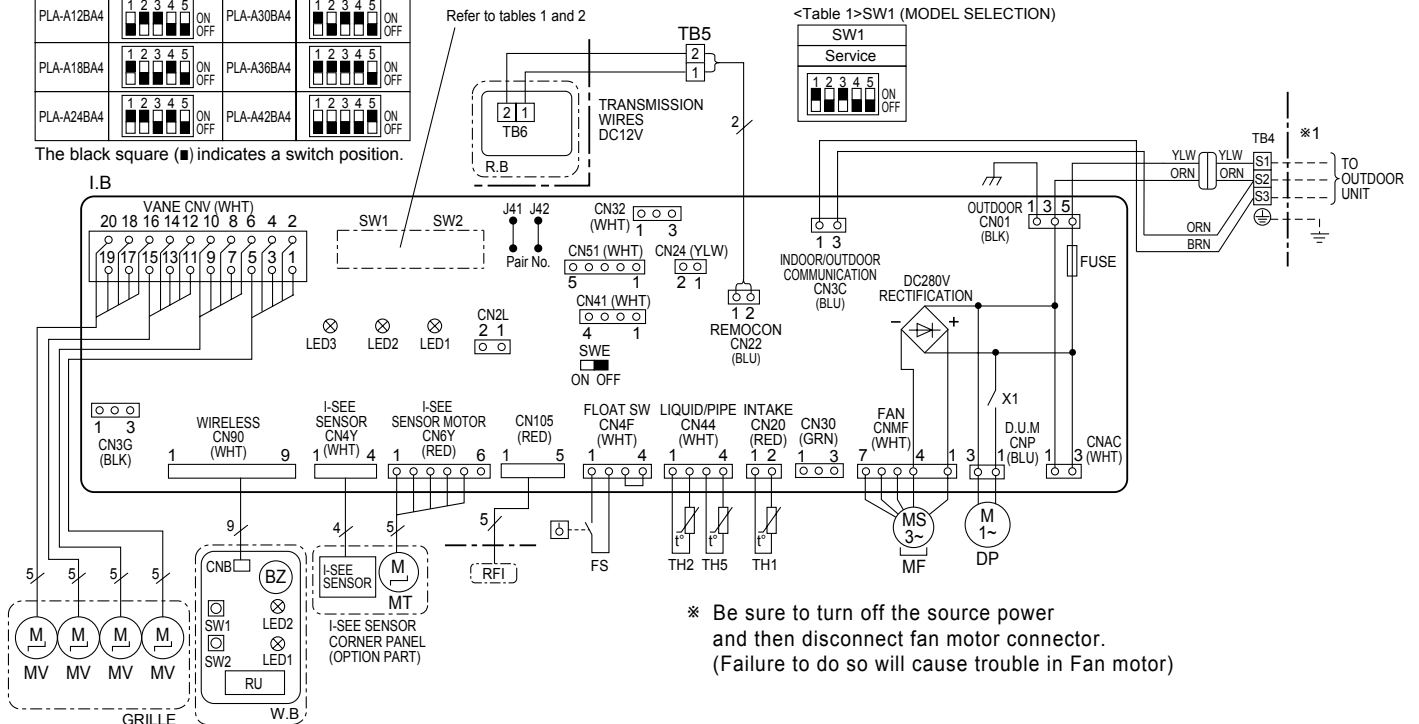 PLA-A12BA4
1 2 3 4 5
ON
OFF
PLA-A30BA4
1 2 3 4 5
ON
OFF
PLA-A18BA4
1 2 3 4 5
ON
OFF
PLA-A36BA4
1 2 3 4 5
ON
OFF
PLA-A24BA4
1 2 3 4 5
ON
OFF
PLA-A42BA4
1 2 3 4 5
ON
OFF
The black square (■) indicates a switch position.
Refer to tables 1 and 2
TB5
2
1
2 1
TB6
R.B
TRANSMISSION
WIRES
DC12V
2
<Table 1>SW1 (MODEL SELECTION)
SW1
Service
1 2 3 4 5
ON
OFF
TB4
※1
YLW YLW
ORN ORN
S1
S2
S3
TO
OUTDOOR
UNIT
ORN
BRN
I.B
VANE CNV (WHT)
20 18 16 14 12 10 8 6 4 2
19 17 15 13 11 9 7 5 3 1
SW1 SW2
J41 J42
Pair No.
CN32
(WHT)
1 3
CN51 (WHT)
5 1
CN24 (YLW)
2 1
CN41 (WHT)
4 1
SWE
ON OFF
1 2
REMOCON
CN22
(BLU)
1 3
INDOOR/OUTDOOR
COMMUNICATION
CN3C
(BLU)
OUTDOOR
CN01
(BLK)
1 3 5
FUSE
DC280V
RECTIFICATION
− +
X1
LED3 LED2 LED1
CN2L
2 1
1 3
CN3G
(BLK)
WIRELESS
CN90
(WHT)
1 9
I-SEE
SENSOR
CN4Y
(WHT)
1 4
I-SEE
SENSOR MOTOR
CN6Y
(RED)
1 6
CN105
(RED)
1 5
FLOAT SW
CN4F
(WHT)
1 4
LIQUID/PIPE
CN44
(WHT)
1 4
INTAKE
CN20
(RED)
1 2
CN30
(GRN)
1 3
FAN
CNMF
(WHT)
7 4 1
D.U.M
CNP
(BLU)
3 1
CNAC
(WHT)
1 3
9
4
5
5
FS
t° t° t°
TH2 TH5 TH1
MS
3~
MF
M
1~
DP
5 5 5 5
M M M M
MV MV MV MV
GRILLE
CNB
BZ
SW1
SW2
LED2
LED1
RU
W.B
I-SEE
SENSOR
M
MT
I-SEE SENSOR
CORNER PANEL
(OPTION PART)
RFI
※ Be sure to turn off the source power
and then disconnect fan motor connector.
(Failure to do so will cause trouble in Fan motor)